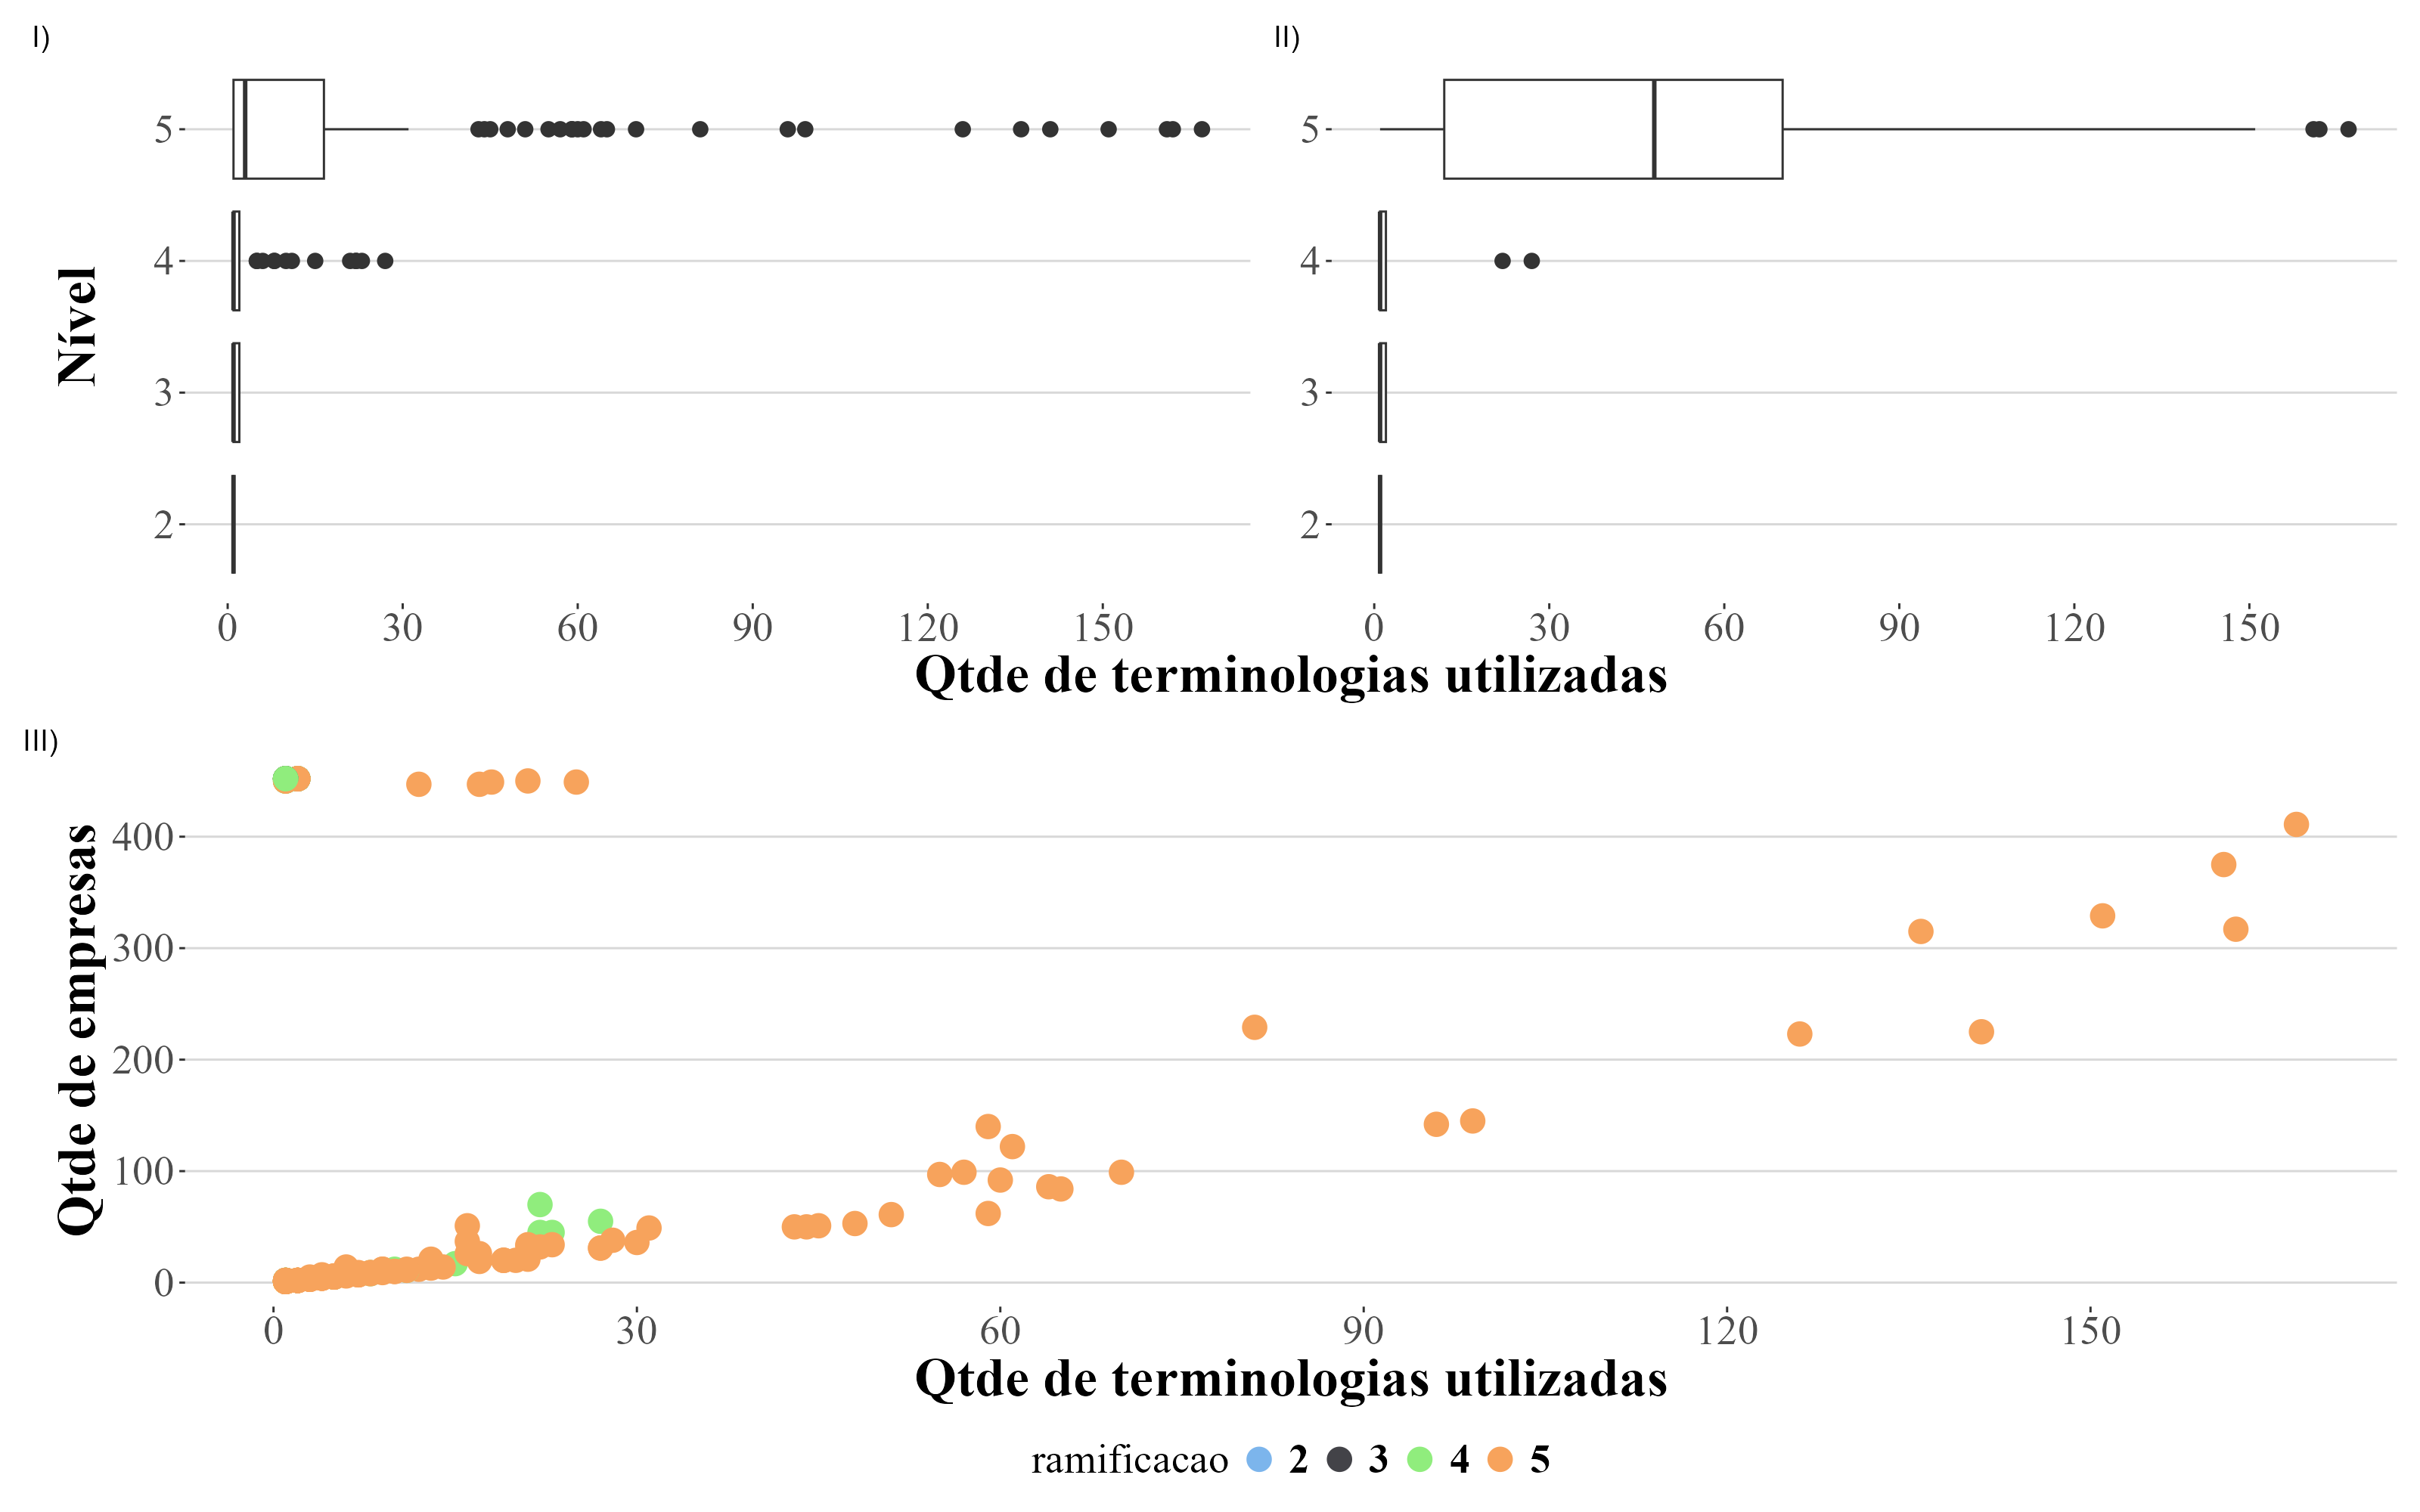 I)
II)
5
4
3
2
5
4
3
2
Nível
0 30 60 90 120 150
0 30 60 90 120 150
Qtde de terminologias utilizadas
III)
400
300
200
100
0
Qtde de empresas
0 30 60 90 120 150
Qtde de terminologias utilizadas
ramificacao 2 3 4 5